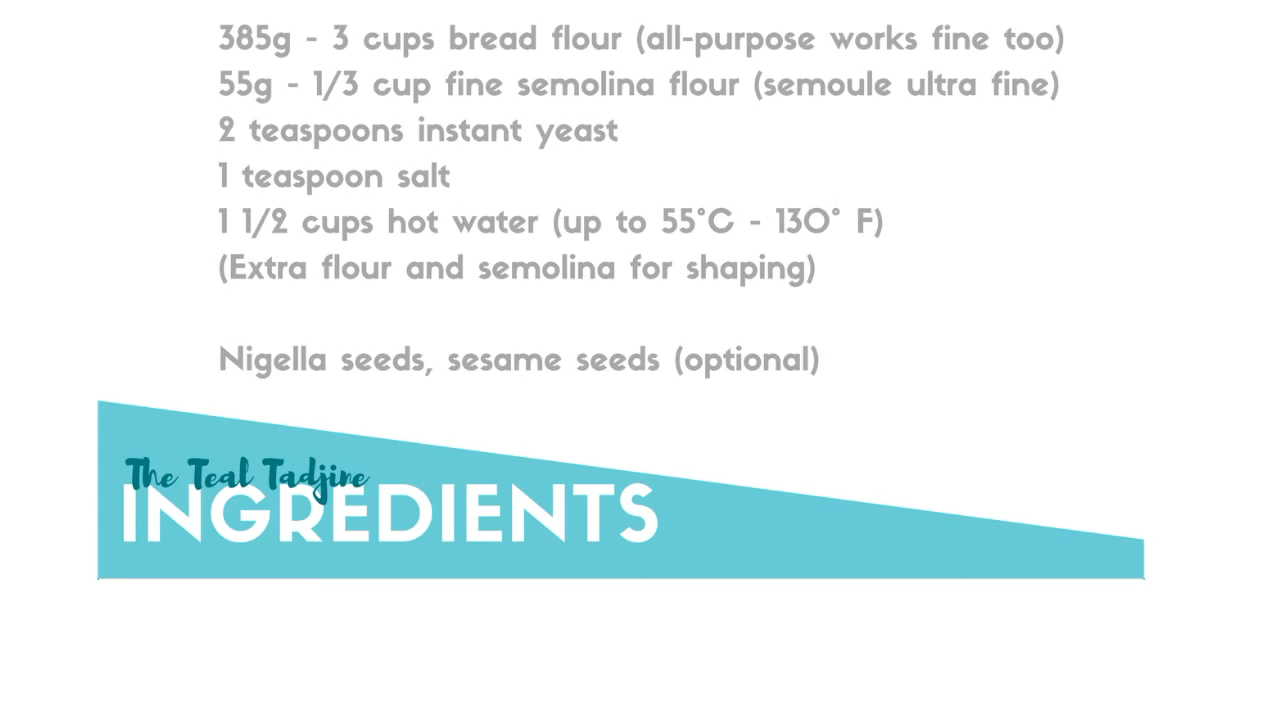 385g - 3 cups bread flour (all-purpose works fine too)
55g - 1/3 cup fine semolina flour (semoule ultra fine)
2 teaspoons instant yeast
1 teaspoon salt
1 1/2 cups hot water (up to 55°C - 130° F)
(Extra flour and semolina for shaping)
Nigella seeds, sesame seeds (optional)
The Teal Tadjine
INGREDIENTS